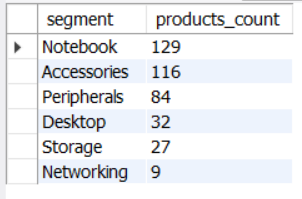 segment products_count
Notebook 129
Accessories 116
Peripherals 84
Desktop 32
Storage 27
Networking 9